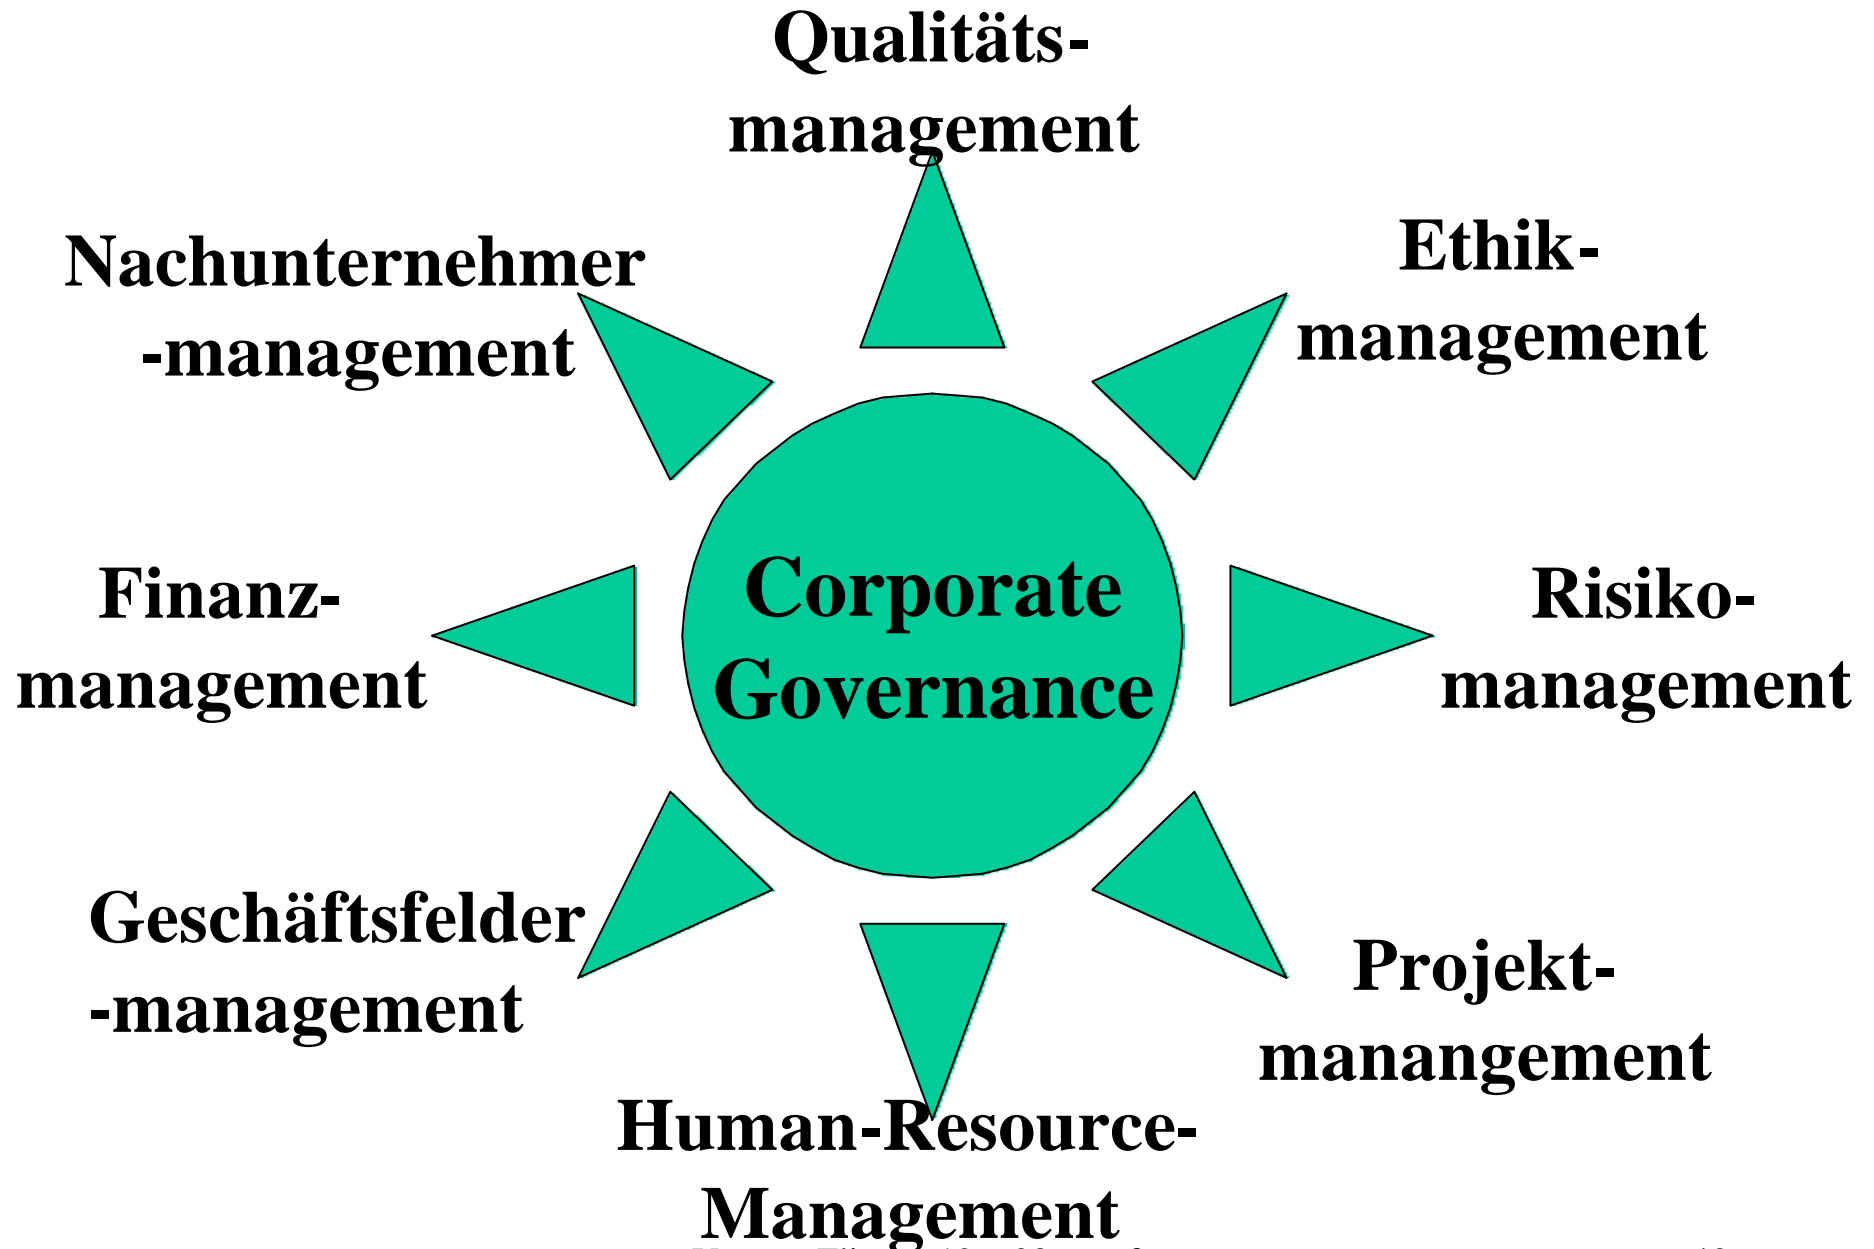 Qualitäts-
management
Ethik-
management
Risiko-
management
Projekt-
manangement
Human-Resource-
Management
Geschäftsfelder
-management
Finanz-
management
Nachunternehmer
-management
Corporate
Governance